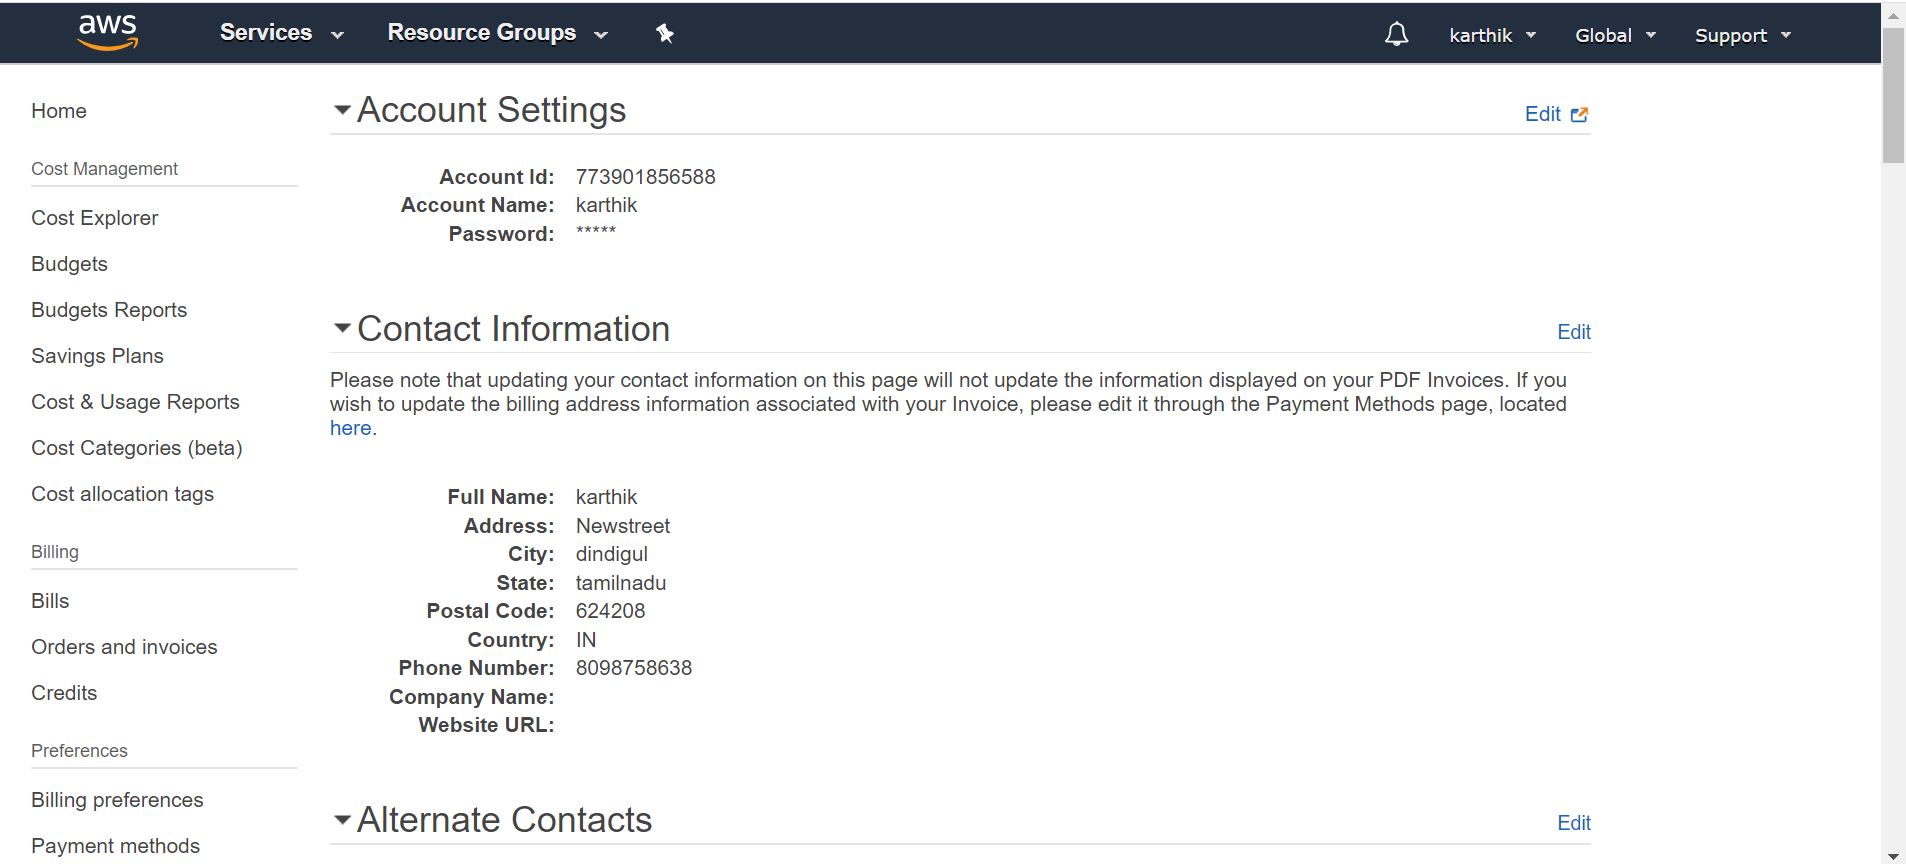 aws Services Resource Groups karthik Global Support
Home
Cost Management
Cost Explorer
Budgets
Budgets Reports
Savings Plans
Cost & Usage Reports
Cost Categories (beta)
Cost allocation tags
Billing
Bills
Orders and invoices
Credits
Preferences
Billing preferences
Payment methods
Account Settings Edit
Account Id: 773901856588
Account Name: karthik
Password: *****
Contact Information Edit
Please note that updating your contact information on this page will not update the information displayed on your PDF Invoices. If you
wish to update the billing address information associated with your Invoice, please edit it through the Payment Methods page, located
here.
Full Name: karthik
Address: Newstreet
City: dindigul
State: tamilnadu
Postal Code: 624208
Country: IN
Phone Number: 8098758638
Company Name:
Website URL:
Alternate Contacts Edit